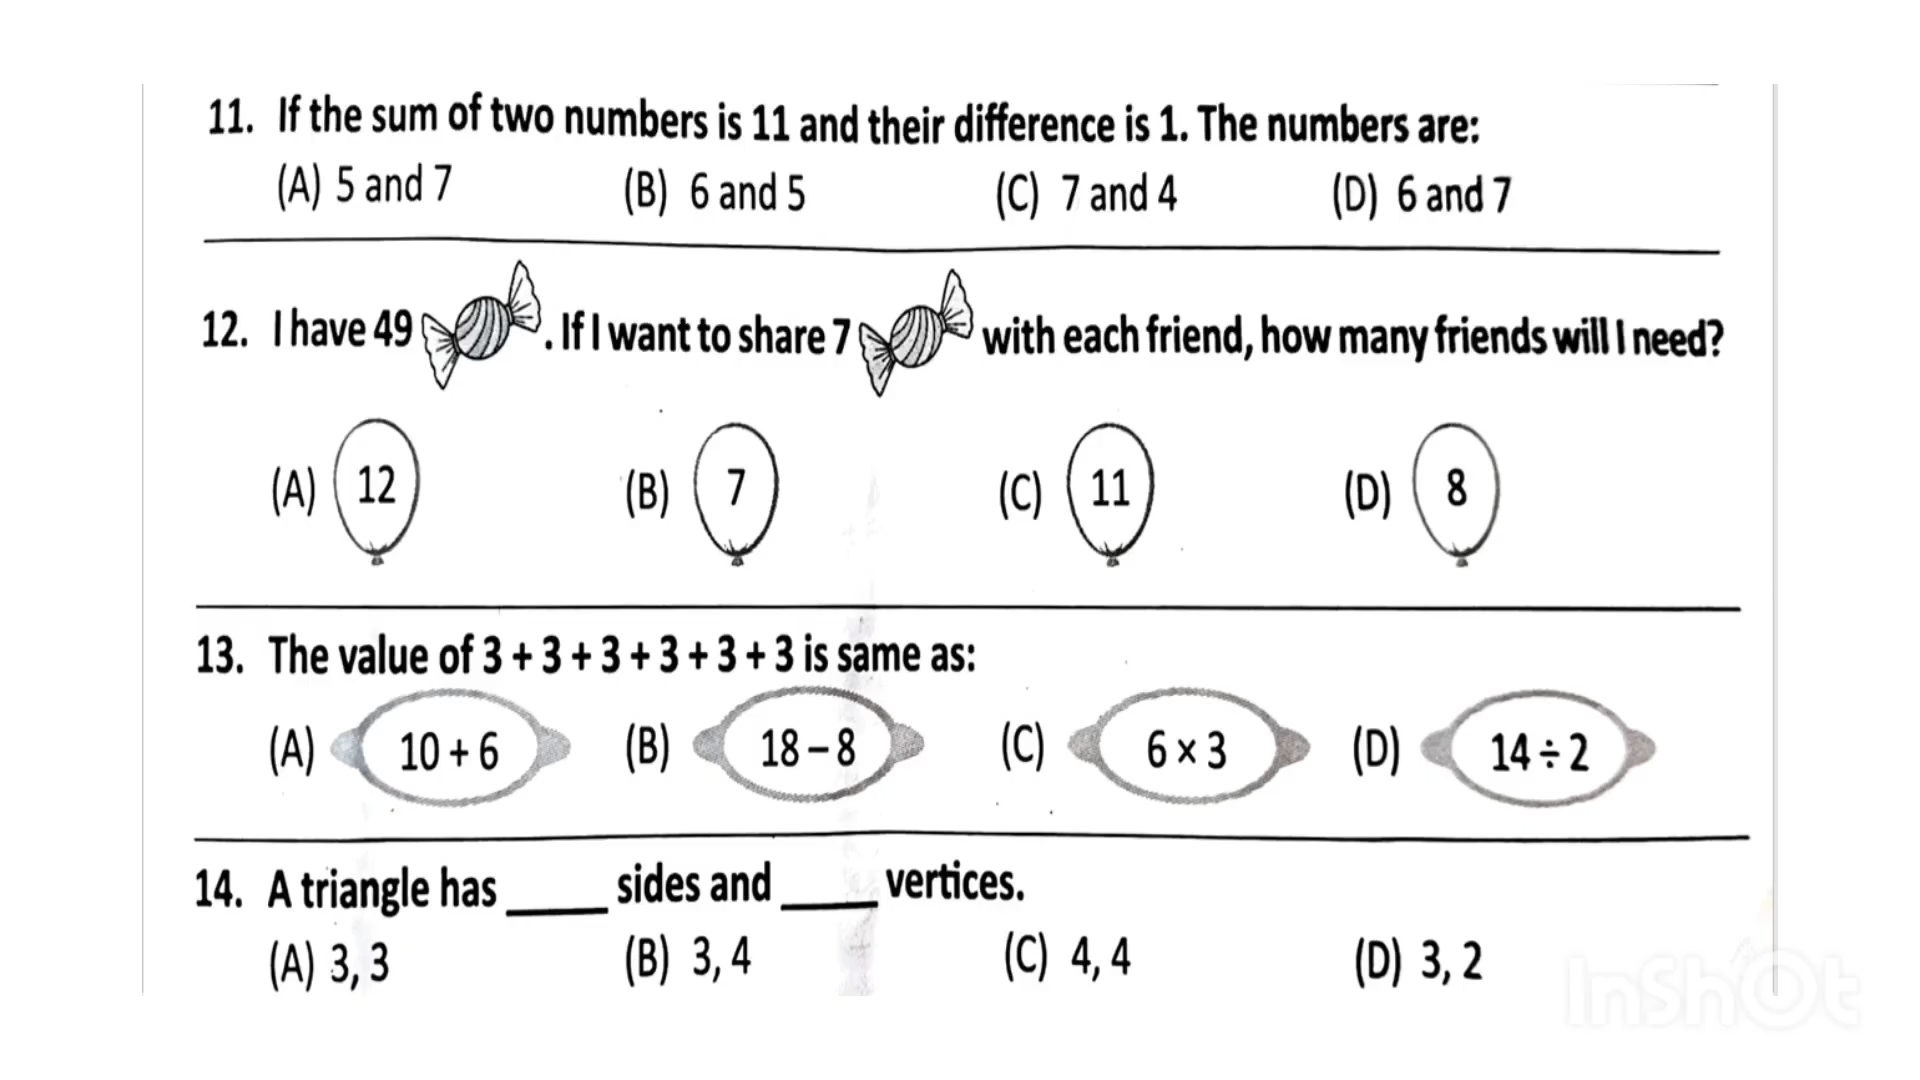 11. If the sum of two numbers is 11 and their difference is 1. The numbers are:
(A) 5 and 7 (B) 6 and 5 (C) 7 and 4 (D) 6 and 7
12. I have 49 . If I want to share 7 with each friend, how many friends will I need?
(A) 12 (B) 7 (C) 11 (D) 8
13. The value of 3 + 3 + 3 + 3 + 3 + 3 is same as:
(A) 10 + 6 (B) 18 – 8 (C) 6 × 3 (D) 14 ÷ 2
14. A triangle has _____ sides and _____ vertices.
(A) 3, 3 (B) 3, 4 (C) 4, 4 (D) 3, 2
InShOt